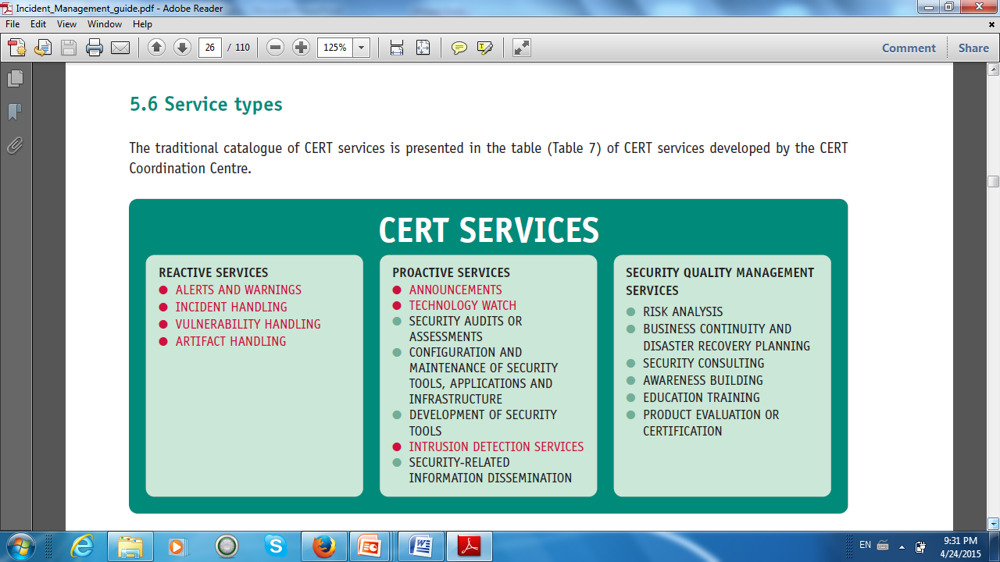 Incident_Management_guide.pdf - Adobe Reader
File Edit View Window Help
26 / 110 125% Comment Share
5.6 Service types
The traditional catalogue of CERT services is presented in the table (Table 7) of CERT services developed by the CERT
Coordination Centre.
CERT SERVICES
REACTIVE SERVICES
ALERTS AND WARNINGS
INCIDENT HANDLING
VULNERABILITY HANDLING
ARTIFACT HANDLING
PROACTIVE SERVICES
ANNOUNCEMENTS
TECHNOLOGY WATCH
SECURITY AUDITS OR
ASSESSMENTS
CONFIGURATION AND
MAINTENANCE OF SECURITY
TOOLS, APPLICATIONS AND
INFRASTRUCTURE
DEVELOPMENT OF SECURITY
TOOLS
INTRUSION DETECTION SERVICES
SECURITY-RELATED
INFORMATION DISSEMINATION
SECURITY QUALITY MANAGEMENT
SERVICES
RISK ANALYSIS
BUSINESS CONTINUITY AND
DISASTER RECOVERY PLANNING
SECURITY CONSULTING
AWARENESS BUILDING
EDUCATION TRAINING
PRODUCT EVALUATION OR
CERTIFICATION
EN
9:31 PM
4/24/2015